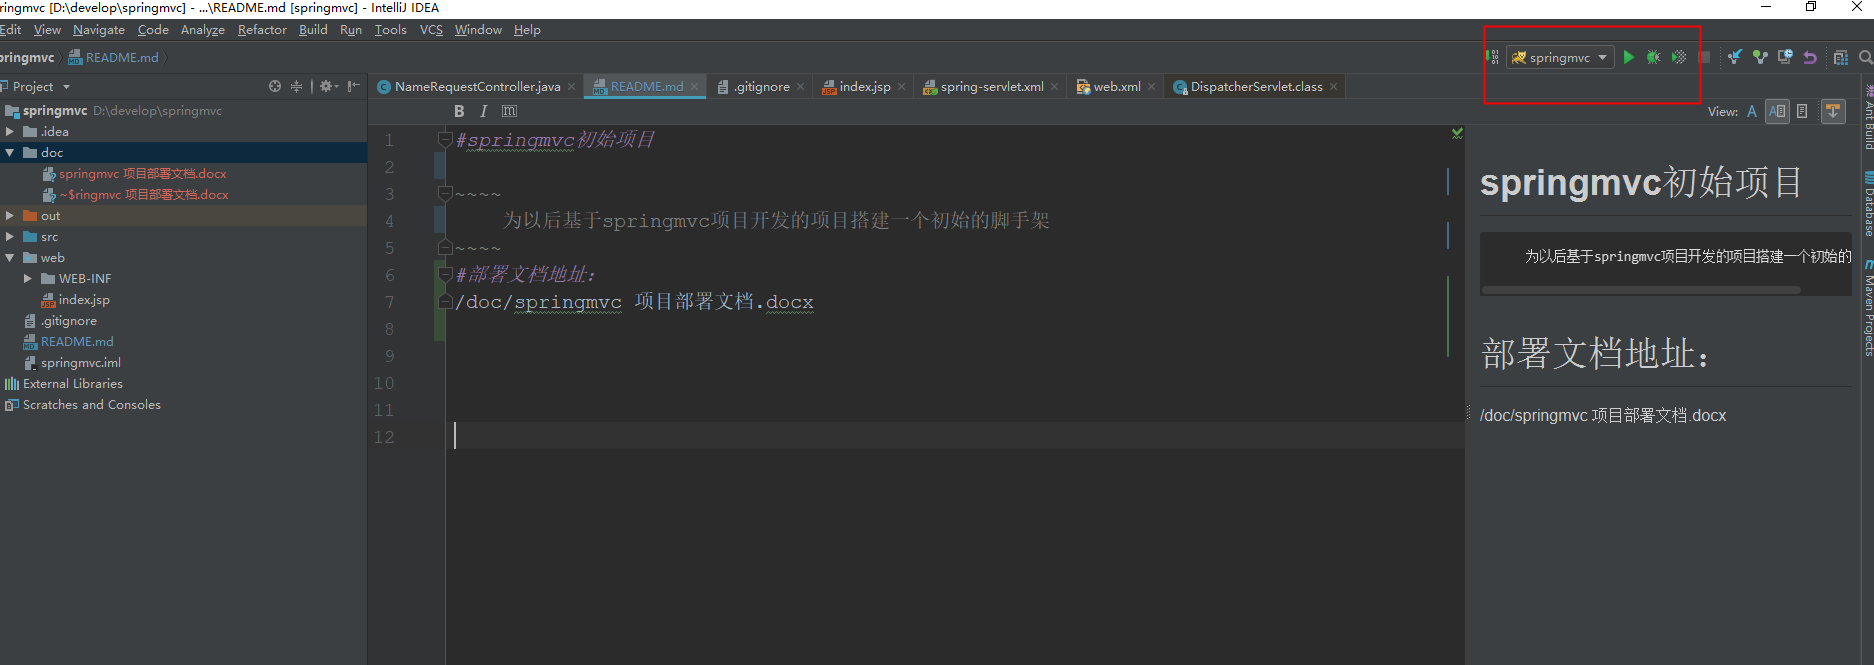 ringmvc [D:\develop\springmvc] - ...\README.md [springmvc] - IntelliJ IDEA
Edit View Navigate Code Analyze Refactor Build Run Tools VCS Window Help
pringmvc README.md
springmvc
Project
NameRequestController.java README.md .gitignore index.jsp spring-servlet.xml web.xml DispatcherServlet.class
B I m
View: A A
springmvc D:\develop\springmvc
.idea
doc
springmvc 项目部署文档.docx
~$ringmvc 项目部署文档.docx
out
src
web
WEB-INF
index.jsp
.gitignore
README.md
springmvc.iml
External Libraries
Scratches and Consoles
1 #springmvc初始项目
2
3 ~~~~
4 为以后基于springmvc项目开发的项目搭建一个初始的脚手架
5 ~~~~
6 #部署文档地址:
7 /doc/springmvc 项目部署文档.docx
8
9
10
11
12
springmvc初始项目
为以后基于springmvc项目开发的项目搭建一个初始的
部署文档地址:
/doc/springmvc 项目部署文档.docx
Ant Build
Database
Maven Projects